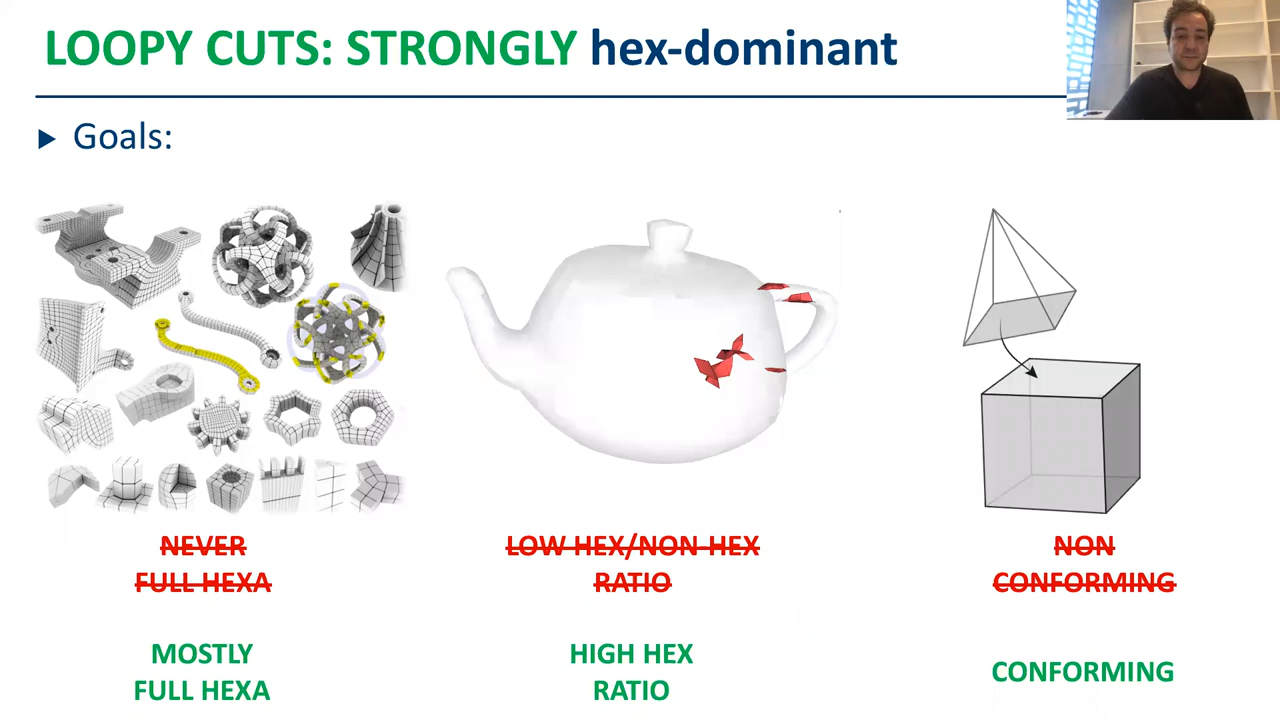 LOOPY CUTS: STRONGLY hex-dominant
Goals:
NEVER
FULL HEXA
LOW HEX/NON HEX
RATIO
NON
CONFORMING
MOSTLY
FULL HEXA
HIGH HEX
RATIO
CONFORMING